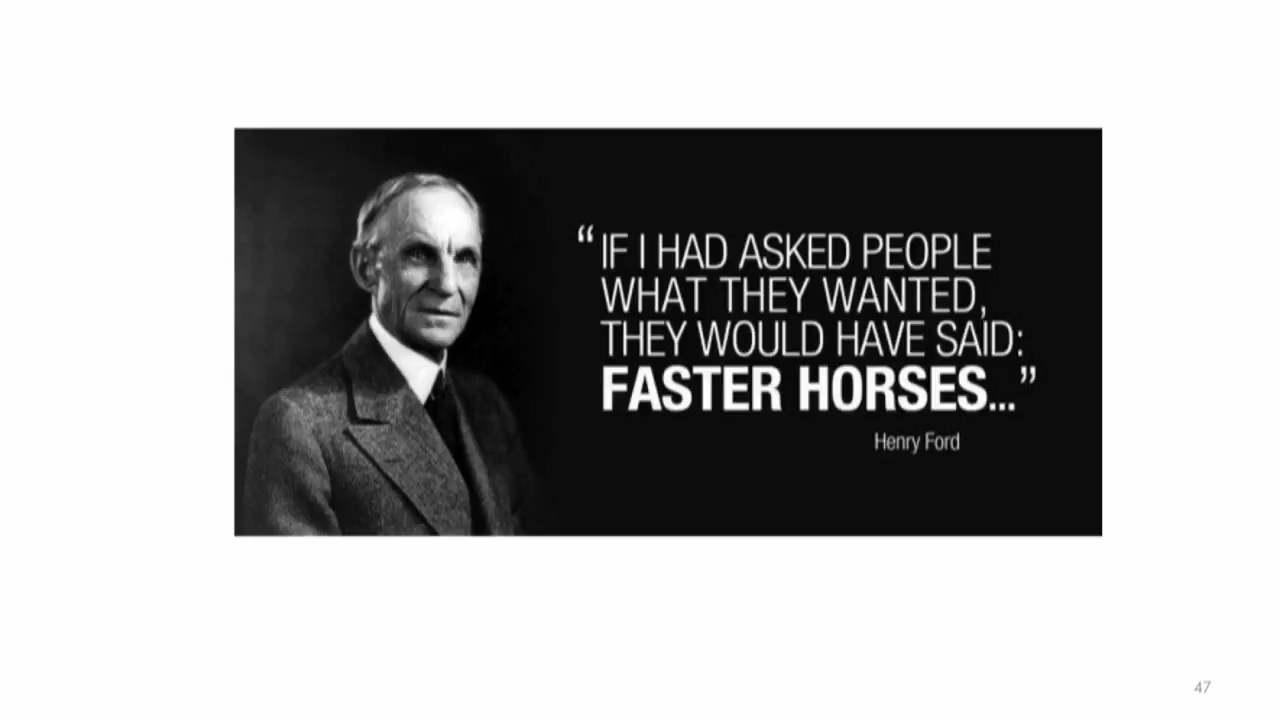 “ IF I HAD ASKED PEOPLE
WHAT THEY WANTED,
THEY WOULD HAVE SAID:
FASTER HORSES...”
Henry Ford
47